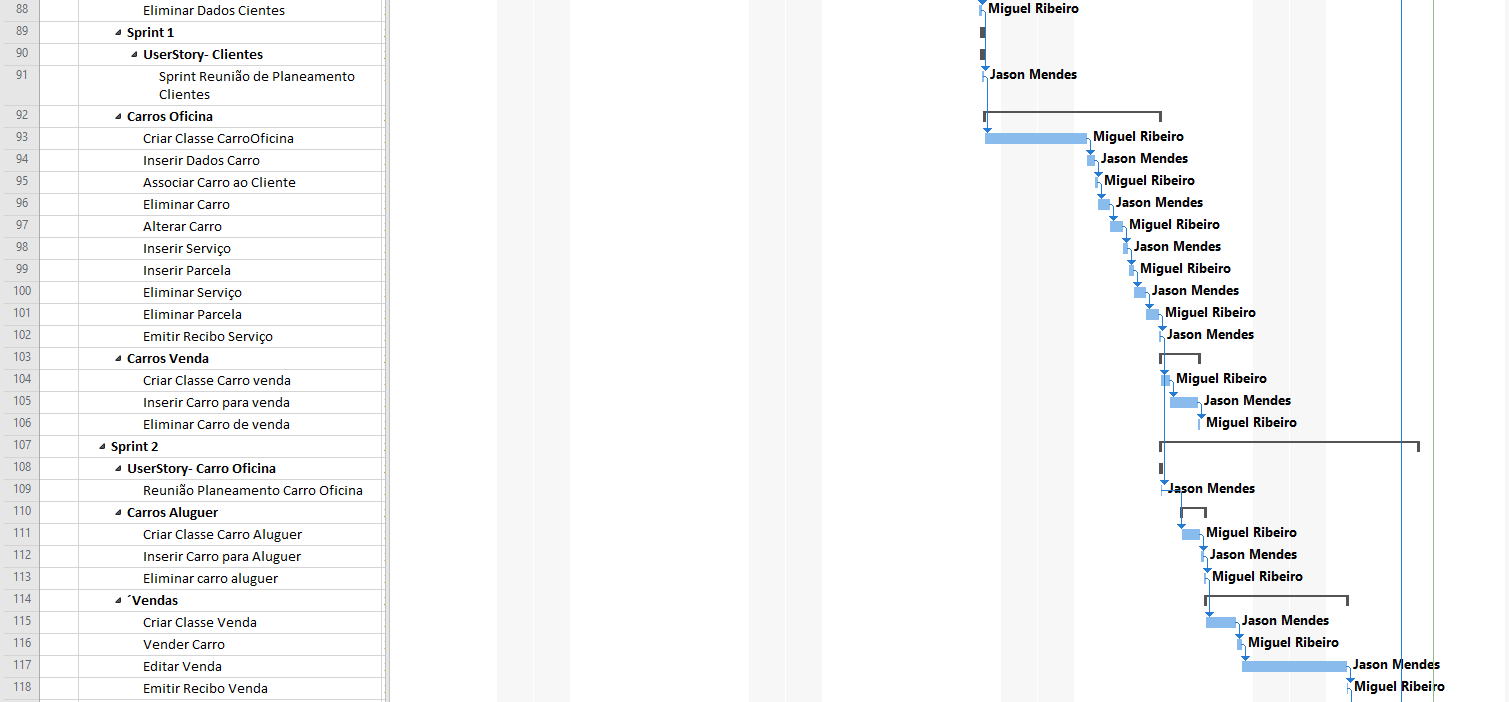 88 Eliminar Dados Cientes Miguel Ribeiro
89 Sprint 1
90 UserStory- Clientes
91 Sprint Reunião de Planeamento Jason Mendes
Clientes
92 Carros Oficina
93 Criar Classe CarroOficina Miguel Ribeiro
94 Inserir Dados Carro Jason Mendes
95 Associar Carro ao Cliente Miguel Ribeiro
96 Eliminar Carro Jason Mendes
97 Alterar Carro Miguel Ribeiro
98 Inserir Serviço Jason Mendes
99 Inserir Parcela Miguel Ribeiro
100 Eliminar Serviço Jason Mendes
101 Eliminar Parcela Miguel Ribeiro
102 Emitir Recibo Serviço Jason Mendes
103 Carros Venda
104 Criar Classe Carro venda Miguel Ribeiro
105 Inserir Carro para venda Jason Mendes
106 Eliminar Carro de venda Miguel Ribeiro
107 Sprint 2
108 UserStory- Carro Oficina
109 Reunião Planeamento Carro Oficina Jason Mendes
110 Carros Aluguer
111 Criar Classe Carro Aluguer Miguel Ribeiro
112 Inserir Carro para Aluguer Jason Mendes
113 Eliminar carro aluguer Miguel Ribeiro
114 ´Vendas
115 Criar Classe Venda Jason Mendes
116 Vender Carro Miguel Ribeiro
117 Editar Venda Jason Mendes
118 Emitir Recibo Venda Miguel Ribeiro